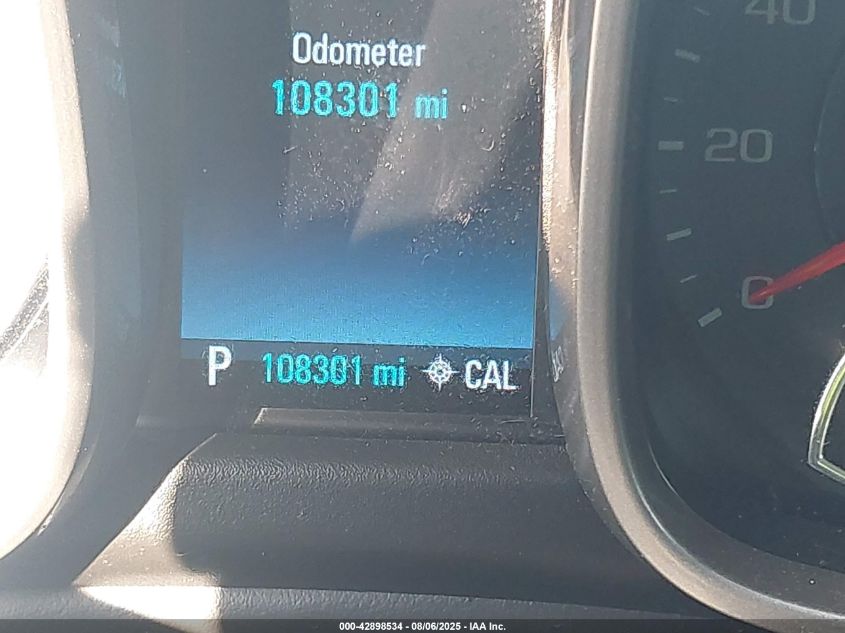 Odometer
108301 mi
P 108301 mi CAL
40
20
0
000-42898534 - 08/06/2025 - IAA Inc.